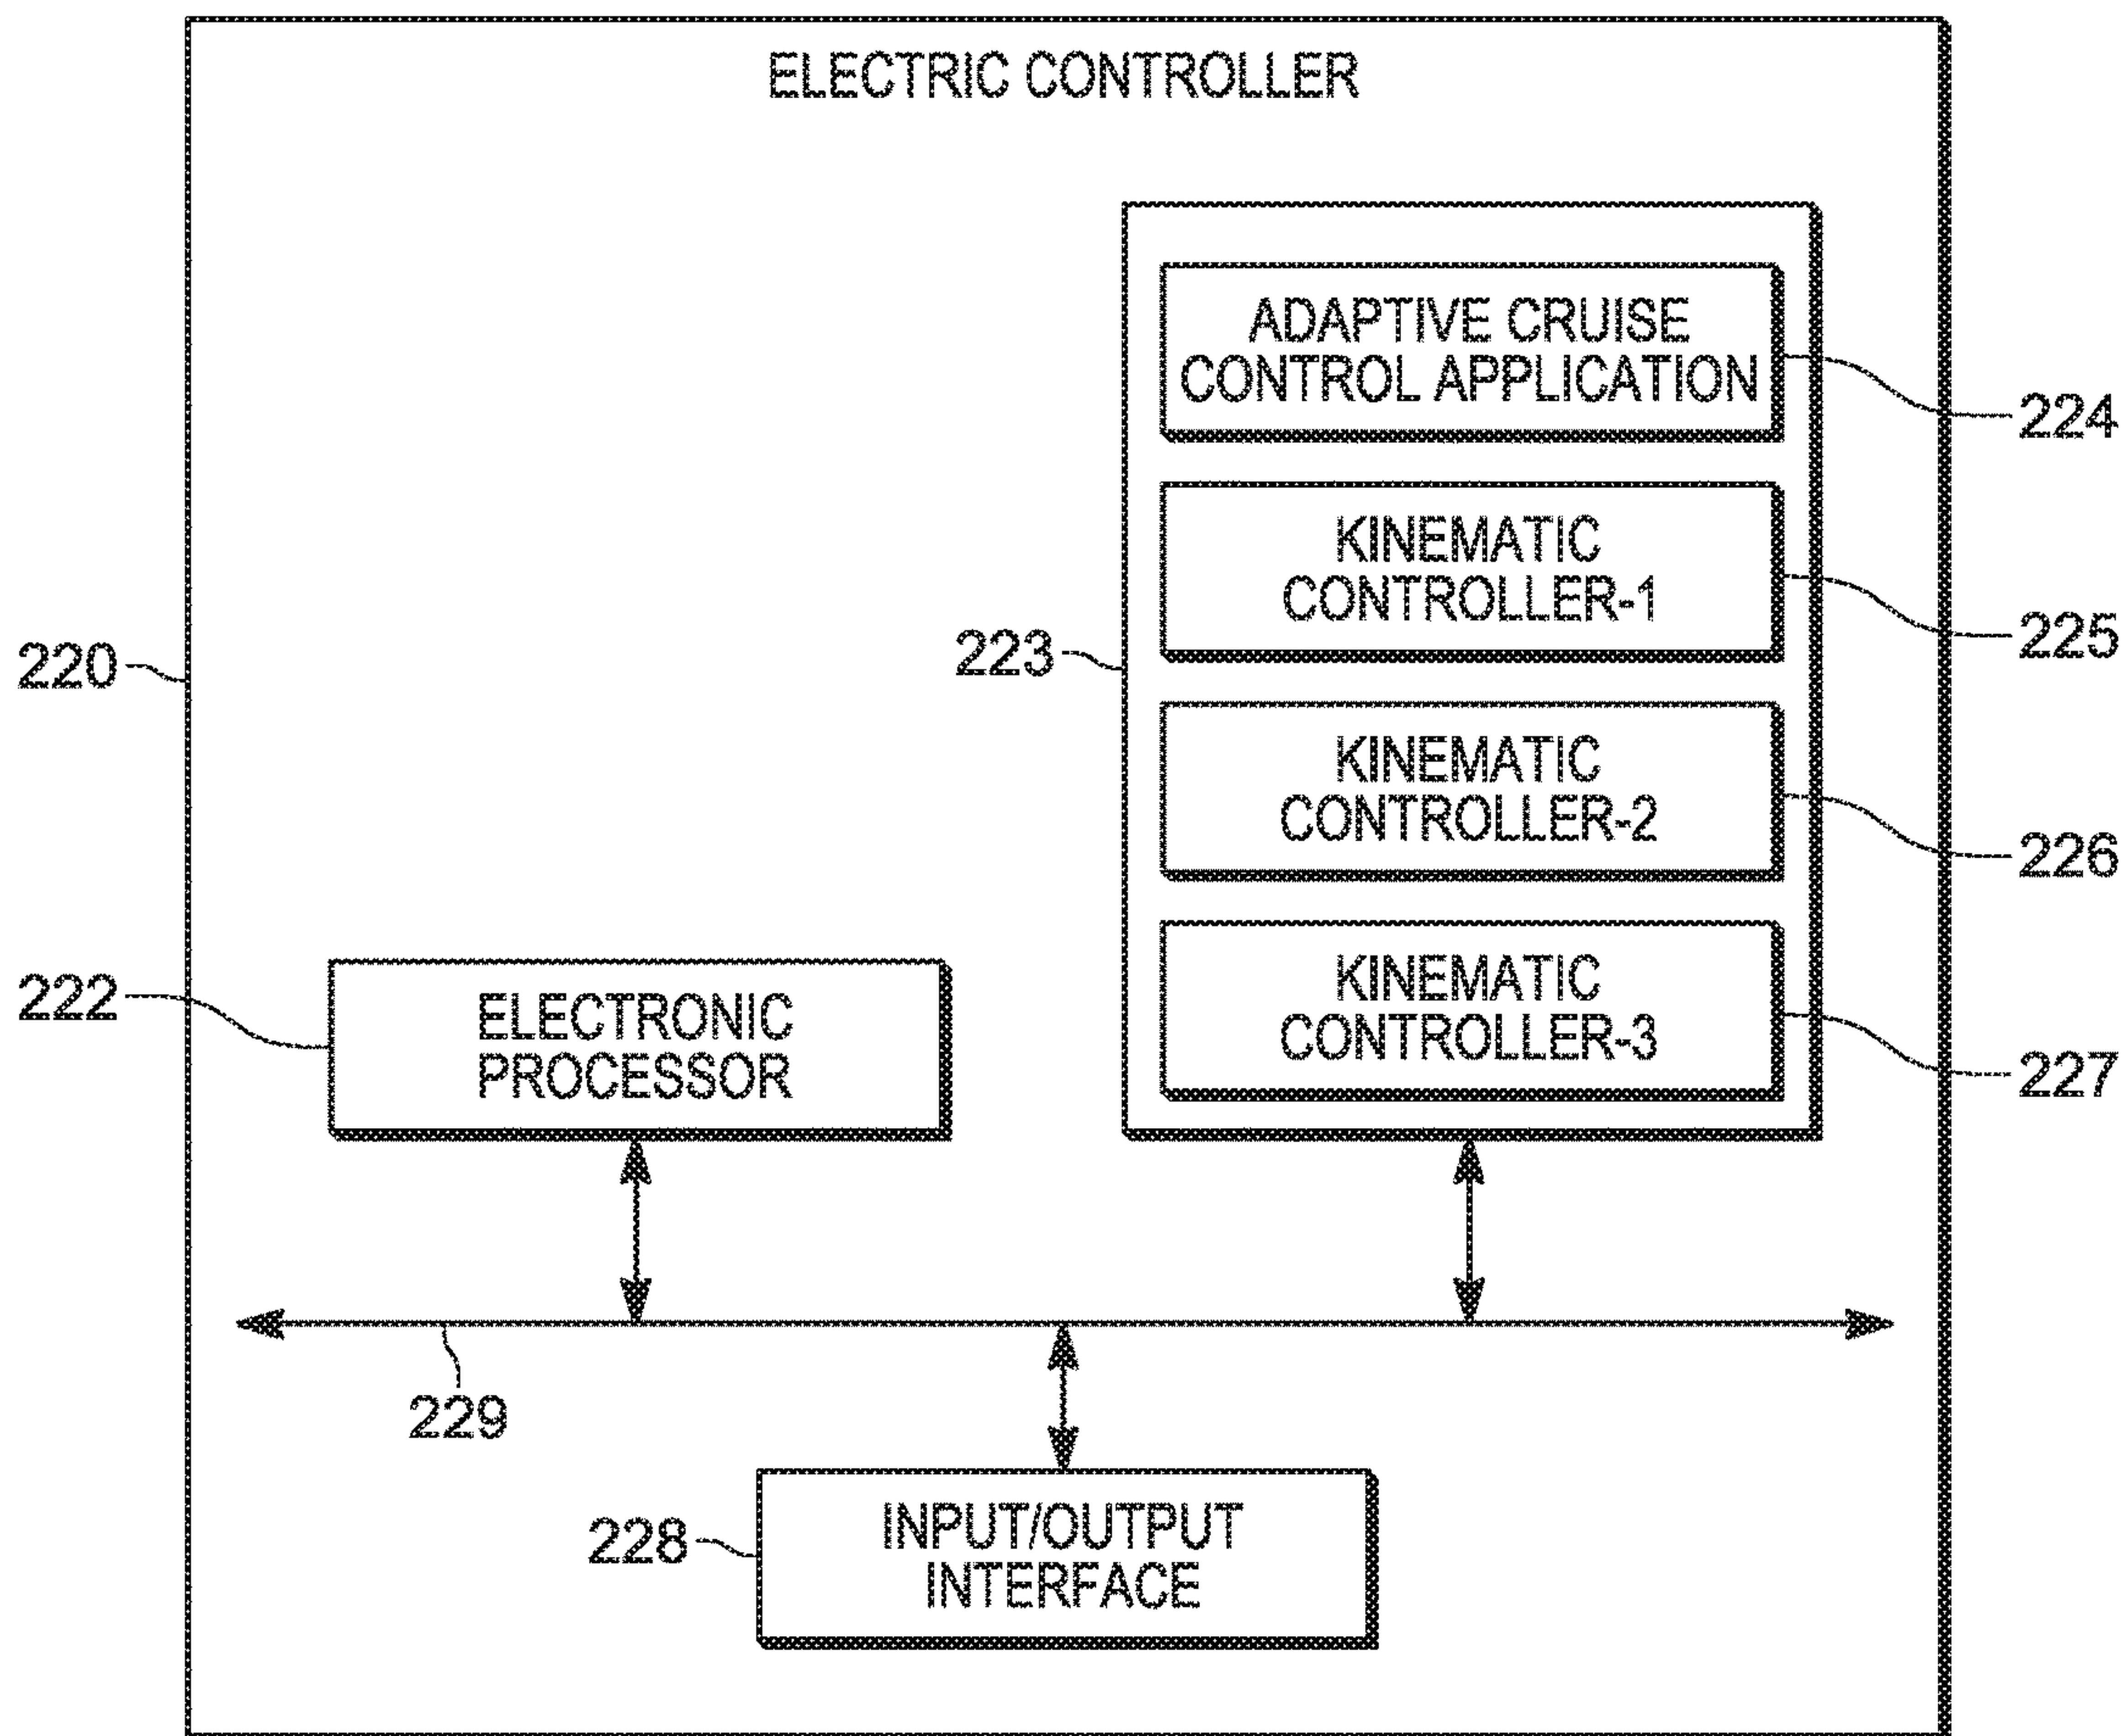 ELECTRIC CONTROLLER
ADAPTIVE CRUISE
CONTROL APPLICATION
224
KINEMATIC
CONTROLLER-1
225
220
223
KINEMATIC
CONTROLLER-2
226
222
ELECTRONIC
PROCESSOR
KINEMATIC
CONTROLLER-3
227
229
228
INPUT/OUTPUT
INTERFACE